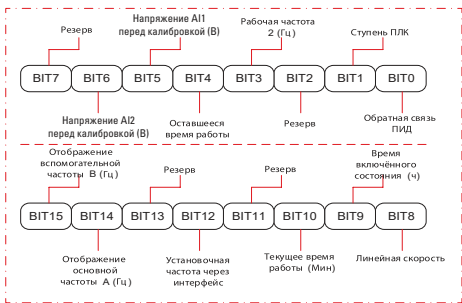 Резерв
Напряжение AI1
перед калибровкой (В)
Рабочая частота
2 (Гц)
Ступень ПЛК
BIT7 BIT6 BIT5 BIT4 BIT3 BIT2 BIT1 BIT0
Напряжение AI2
перед калибровкой (В)
Оставшееся
время работы
Резерв
Обратная связь
ПИД
Отображение
вспомогательной
частоты B (Гц)
Резерв
Резерв
Время
включённого
состояния (ч)
BIT15 BIT14 BIT13 BIT12 BIT11 BIT10 BIT9 BIT8
Отображение
основной
частоты A (Гц)
Установочная
частота через
интерфейс
Текущее время
работы (Мин)
Линейная скорость